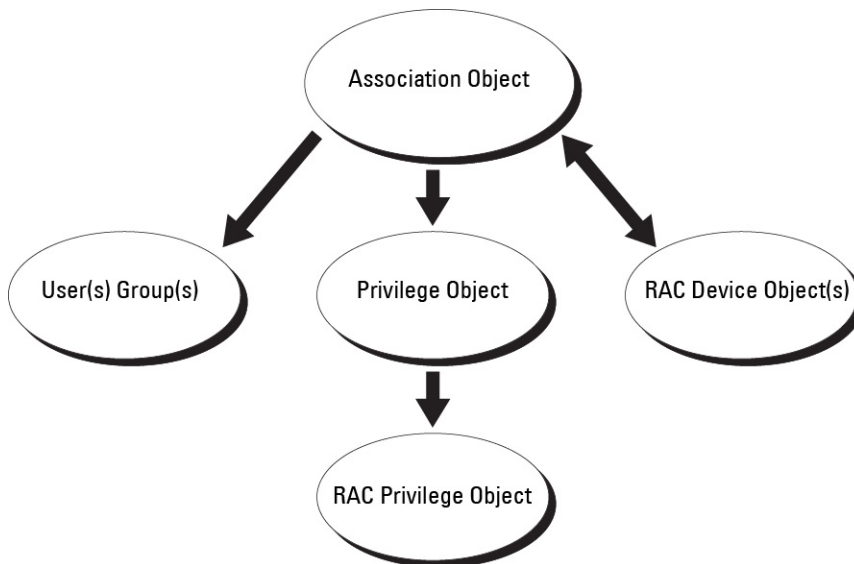 Association Object
User(s) Group(s)
Privilege Object
RAC Device Object(s)
RAC Privilege Object